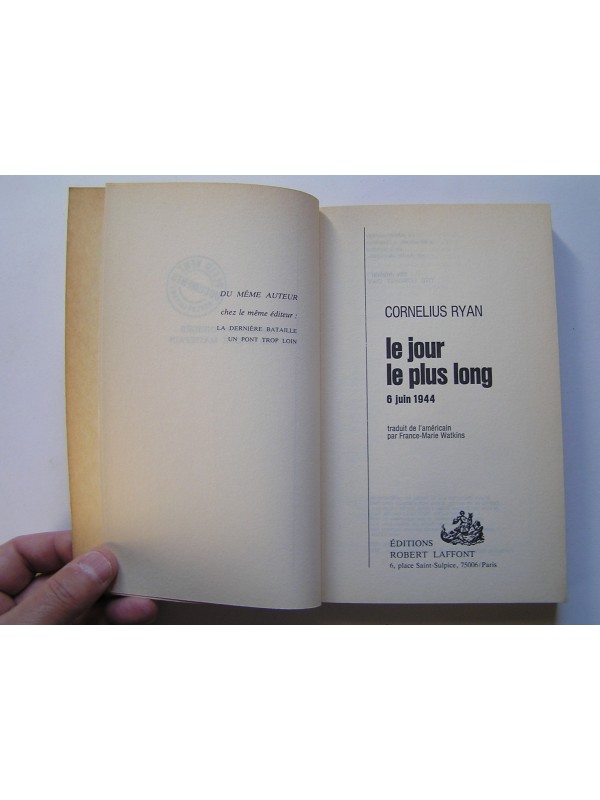 DU MÊME AUTEUR
chez le même éditeur :
LA DERNIÈRE BATAILLE
UN PONT TROP LOIN
CORNELIUS RYAN
le jour
le plus long
6 juin 1944
traduit de l'américain
par France-Marie Watkins
ÉDITIONS
ROBERT LAFFONT
6, place Saint-Sulpice, 75006/Paris